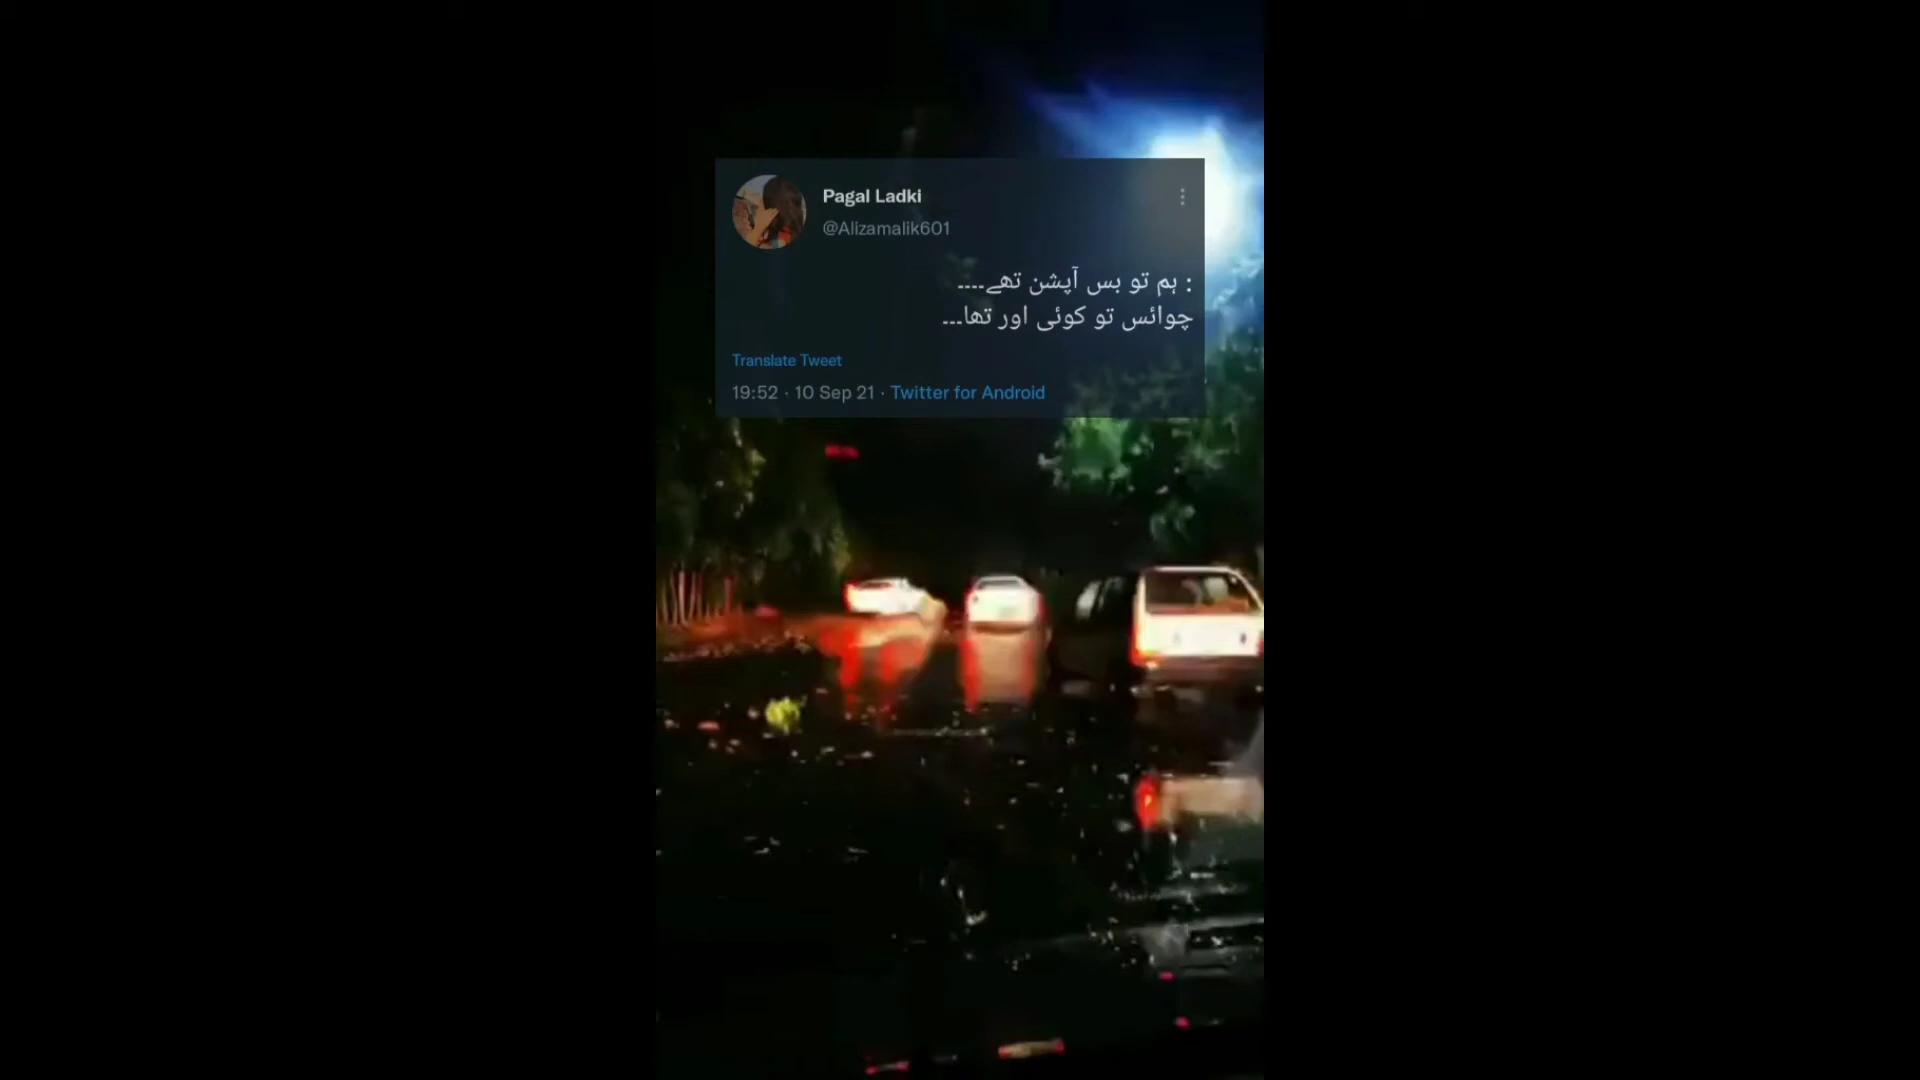 Pagal Ladki
@Alizamalik601
: ہم تو بس آپشن تھے....
چوائس تو کوئی اور تھا...
Translate Tweet
19:52 · 10 Sep 21 · Twitter for Android